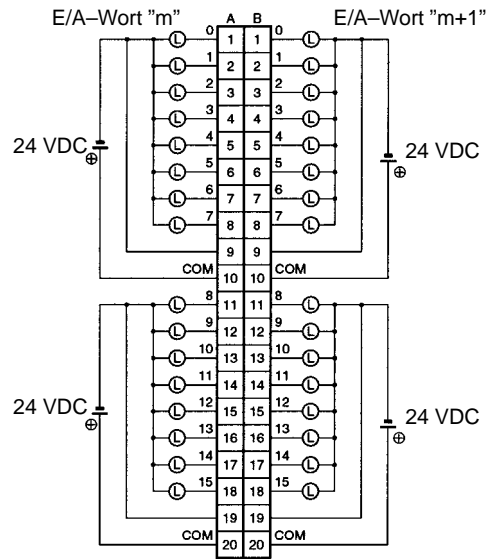 E/A–Wort "m" A B E/A–Wort "m+1"
0 L 1 1 0 L
1 L 2 2 1 L
2 L 3 3 2 L
3 L 4 4 3 L
24 VDC 4 L 5 5 4 L 24 VDC
⊕ 5 L 6 6 5 L ⊕
6 L 7 7 6 L
7 L 8 8 7 L
9 9
COM 10 10 COM
8 L 11 11 8 L
9 L 12 12 9 L
10 L 13 13 10 L
11 L 14 14 11 L
24 VDC 12 L 15 15 12 L 24 VDC
⊕ 13 L 16 16 13 L ⊕
14 L 17 17 14 L
15 L 18 18 15 L
19 19
COM 20 20 COM